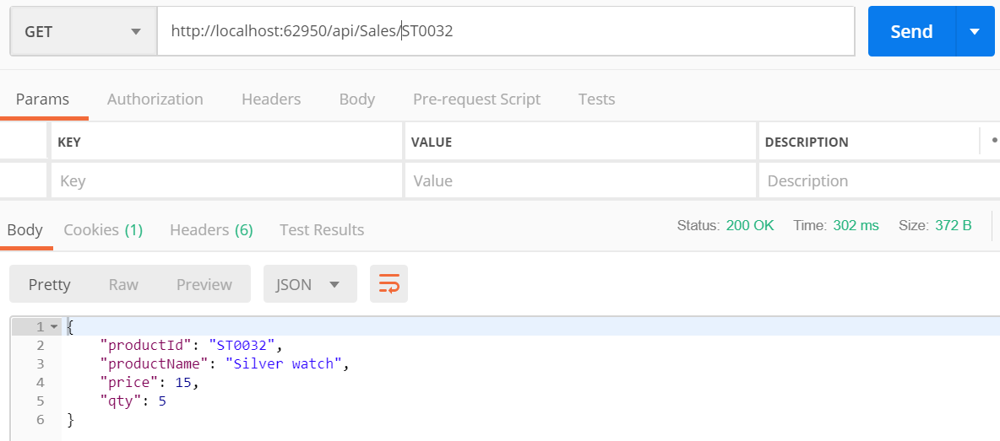 GET http://localhost:62950/api/Sales/ST0032 Send
Params Authorization Headers Body Pre-request Script Tests
KEY VALUE DESCRIPTION
Key Value Description
Body Cookies (1) Headers (6) Test Results Status: 200 OK Time: 302 ms Size: 372 B
Pretty Raw Preview JSON
1 {
2 "productId": "ST0032",
3 "productName": "Silver watch",
4 "price": 15,
5 "qty": 5
6 }